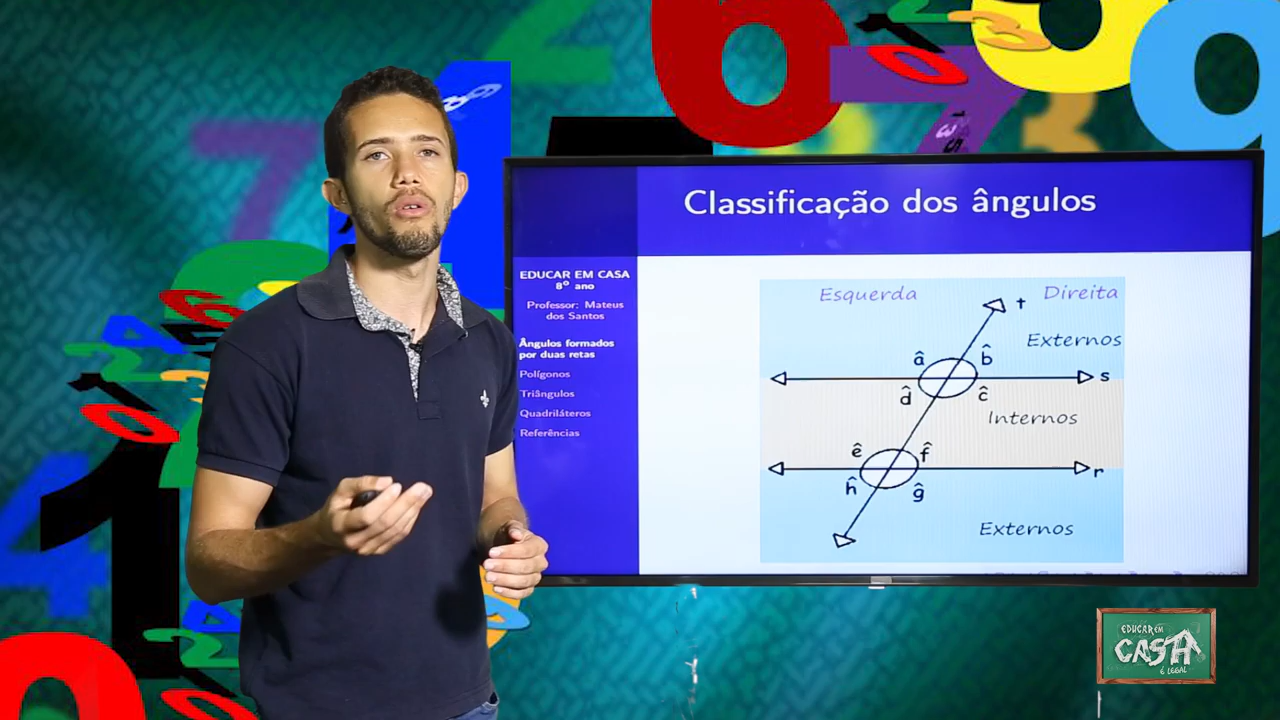 Classificação dos ângulos
EDUCAR EM CASA
8º ano
Professor: Mateus
dos Santos
Ângulos formados
por duas retas
Polígonos
Triângulos
Quadriláteros
Referências
Esquerda
Direita
t
Externos
â
b̂
s
d̂
ĉ
Internos
ê
f̂
r
ĥ
ĝ
Externos
EDUCAR EM
CASA
É LEGAL